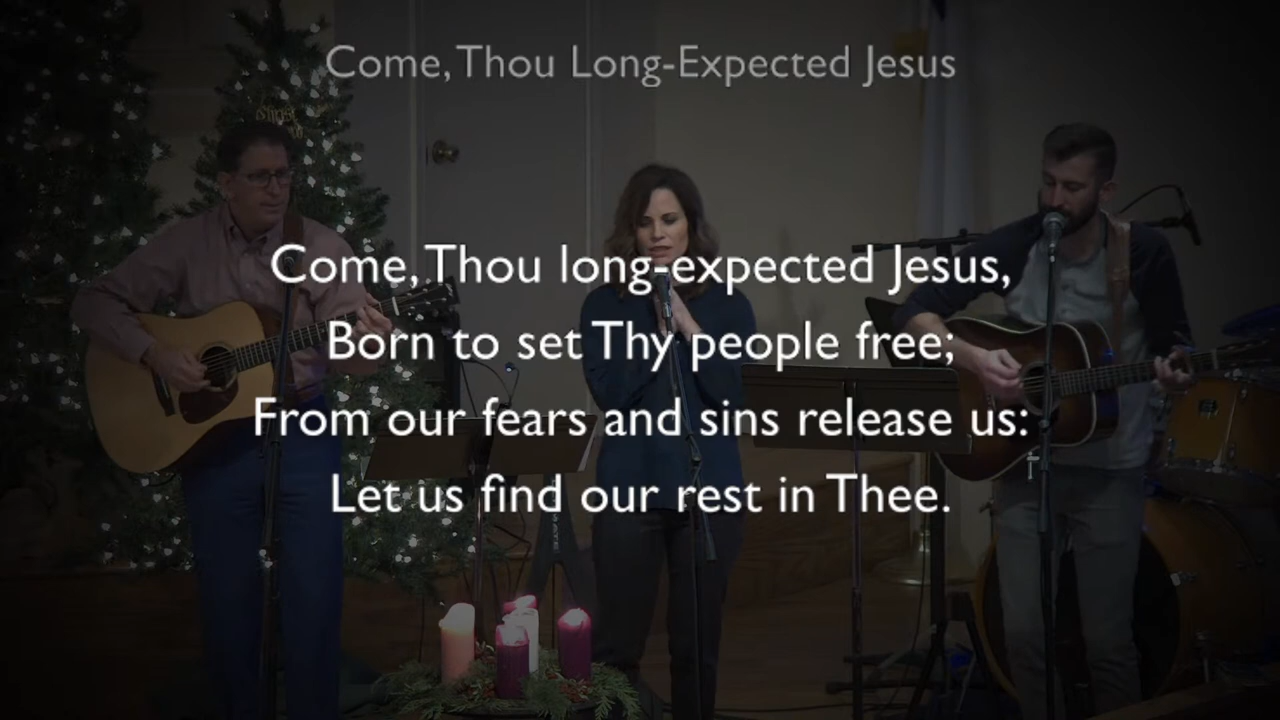 Come, Thou Long-Expected Jesus
Come, Thou long-expected Jesus,
Born to set Thy people free;
From our fears and sins release us:
Let us find our rest in Thee.